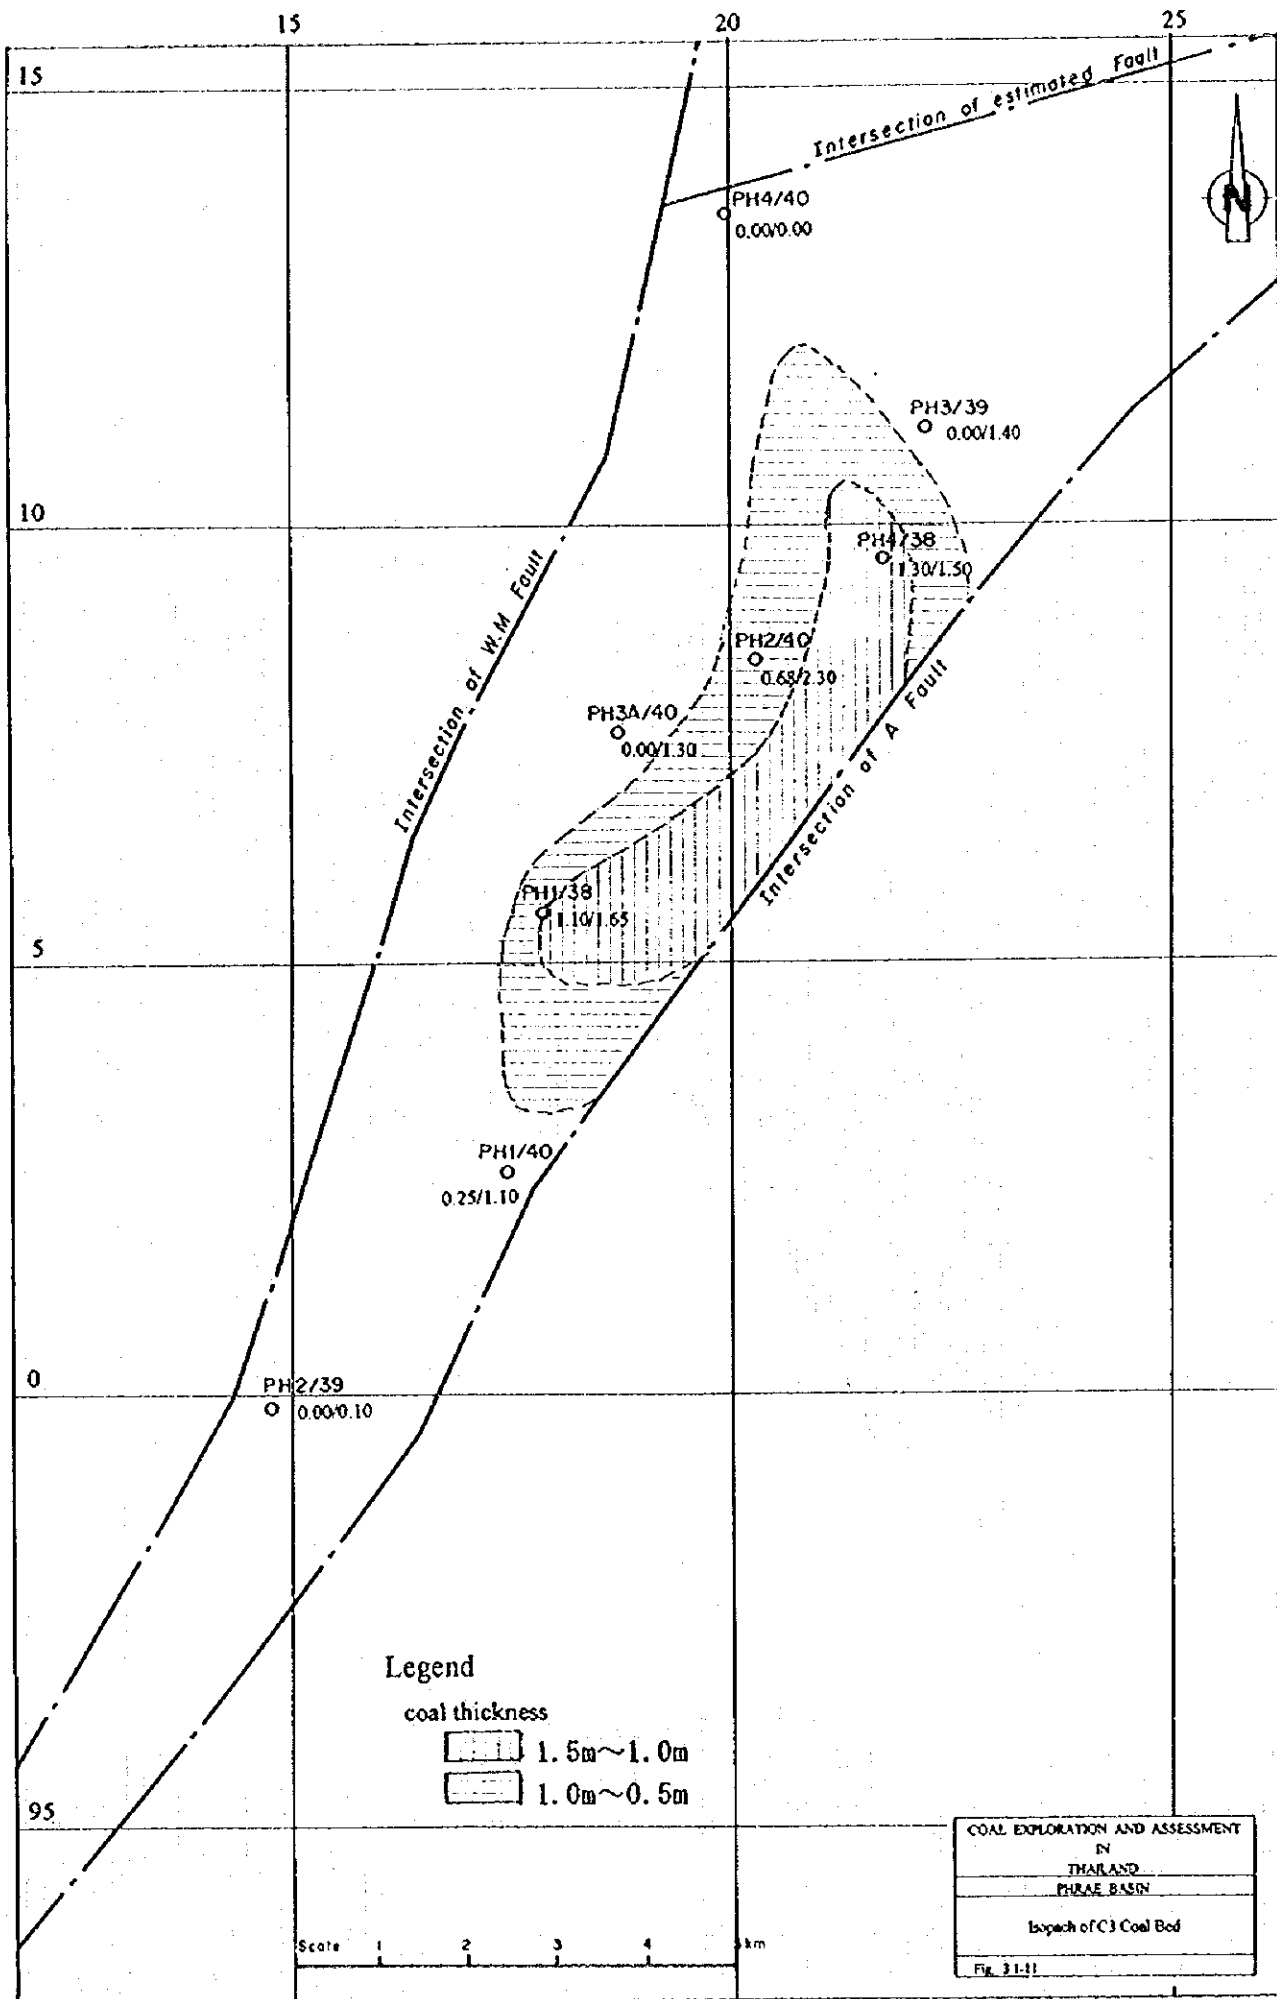 15 20 25
15
Intersection of estimated Fault
N
PH4/40
0.00/0.00
PH3/39
0.00/1.40
10
PH4/38
1.30/1.50
Intersection of W.M Fault
PH2/40
0.68/2.30
Intersection of A Fault
PH3A/40
0.00/1.30
PH1/38
1.10/1.65
5
PH1/40
0.25/1.10
0
PH2/39
0.00/0.10
Legend
coal thickness
1.5m～1.0m
1.0m～0.5m
95
COAL EXPLORATION AND ASSESSMENT
IN
THAILAND
PHRAE BASIN
Isopach of C3 Coal Bed
Fig. 3 1-11
Scale 1 2 3 4 5km